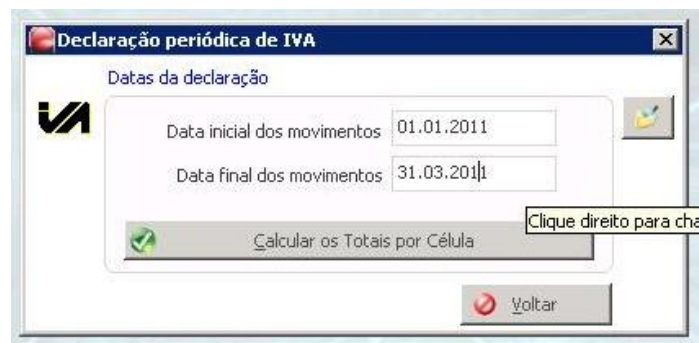 Declaração periódica de IVA
Datas da declaração
IVA
Data inicial dos movimentos 01.01.2011
Data final dos movimentos 31.03.2011
Clique direito para cha
Calcular os Totais por Célula
Voltar